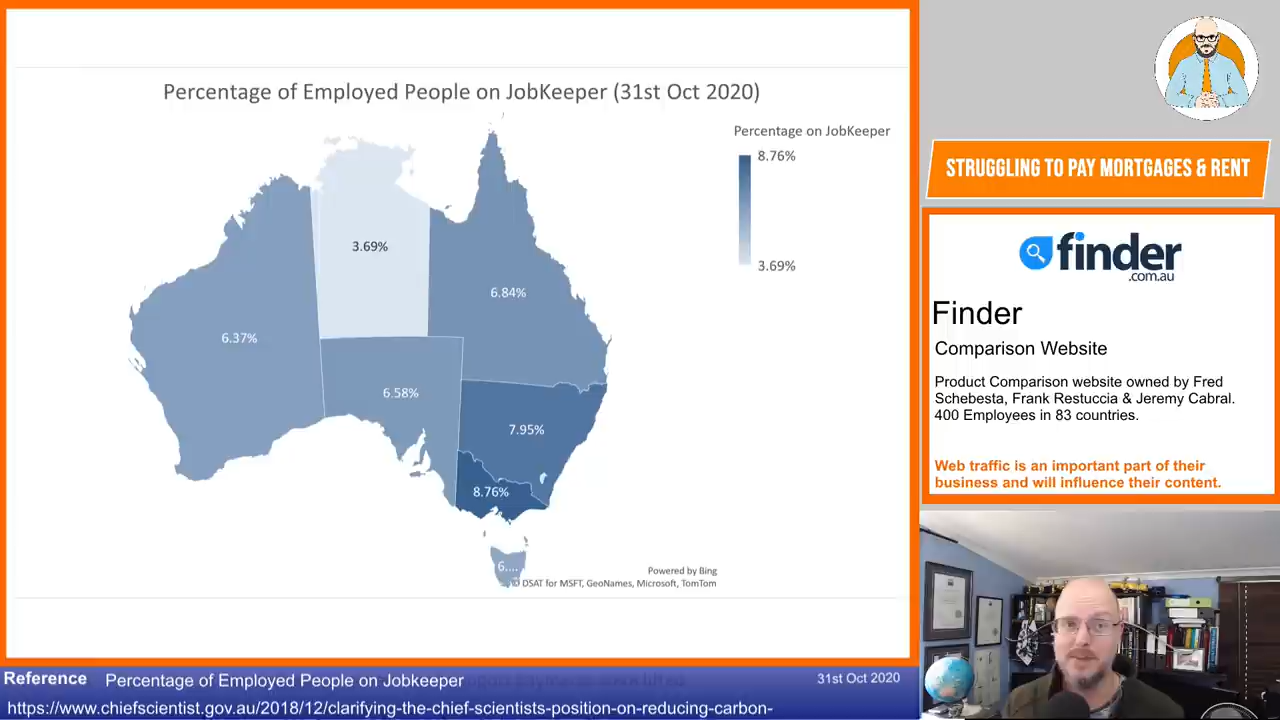 Percentage of Employed People on JobKeeper (31st Oct 2020)
Percentage on JobKeeper
8.76%
3.69%
3.69%
6.84%
6.37%
6.58%
7.95%
8.76%
6....
Powered by Bing
DSAT for MSFT, GeoNames, Microsoft, TomTom
STRUGGLING TO PAY MORTGAGES & RENT
finder
.com.au
Finder
Comparison Website
Product Comparison website owned by Fred
Schebesta, Frank Restuccia & Jeremy Cabral.
400 Employees in 83 countries.
Web traffic is an important part of their
business and will influence their content.
Reference
Percentage of Employed People on Jobkeeper
31st Oct 2020
https://www.chiefscientist.gov.au/2018/12/clarifying-the-chief-scientists-position-on-reducing-carbon-